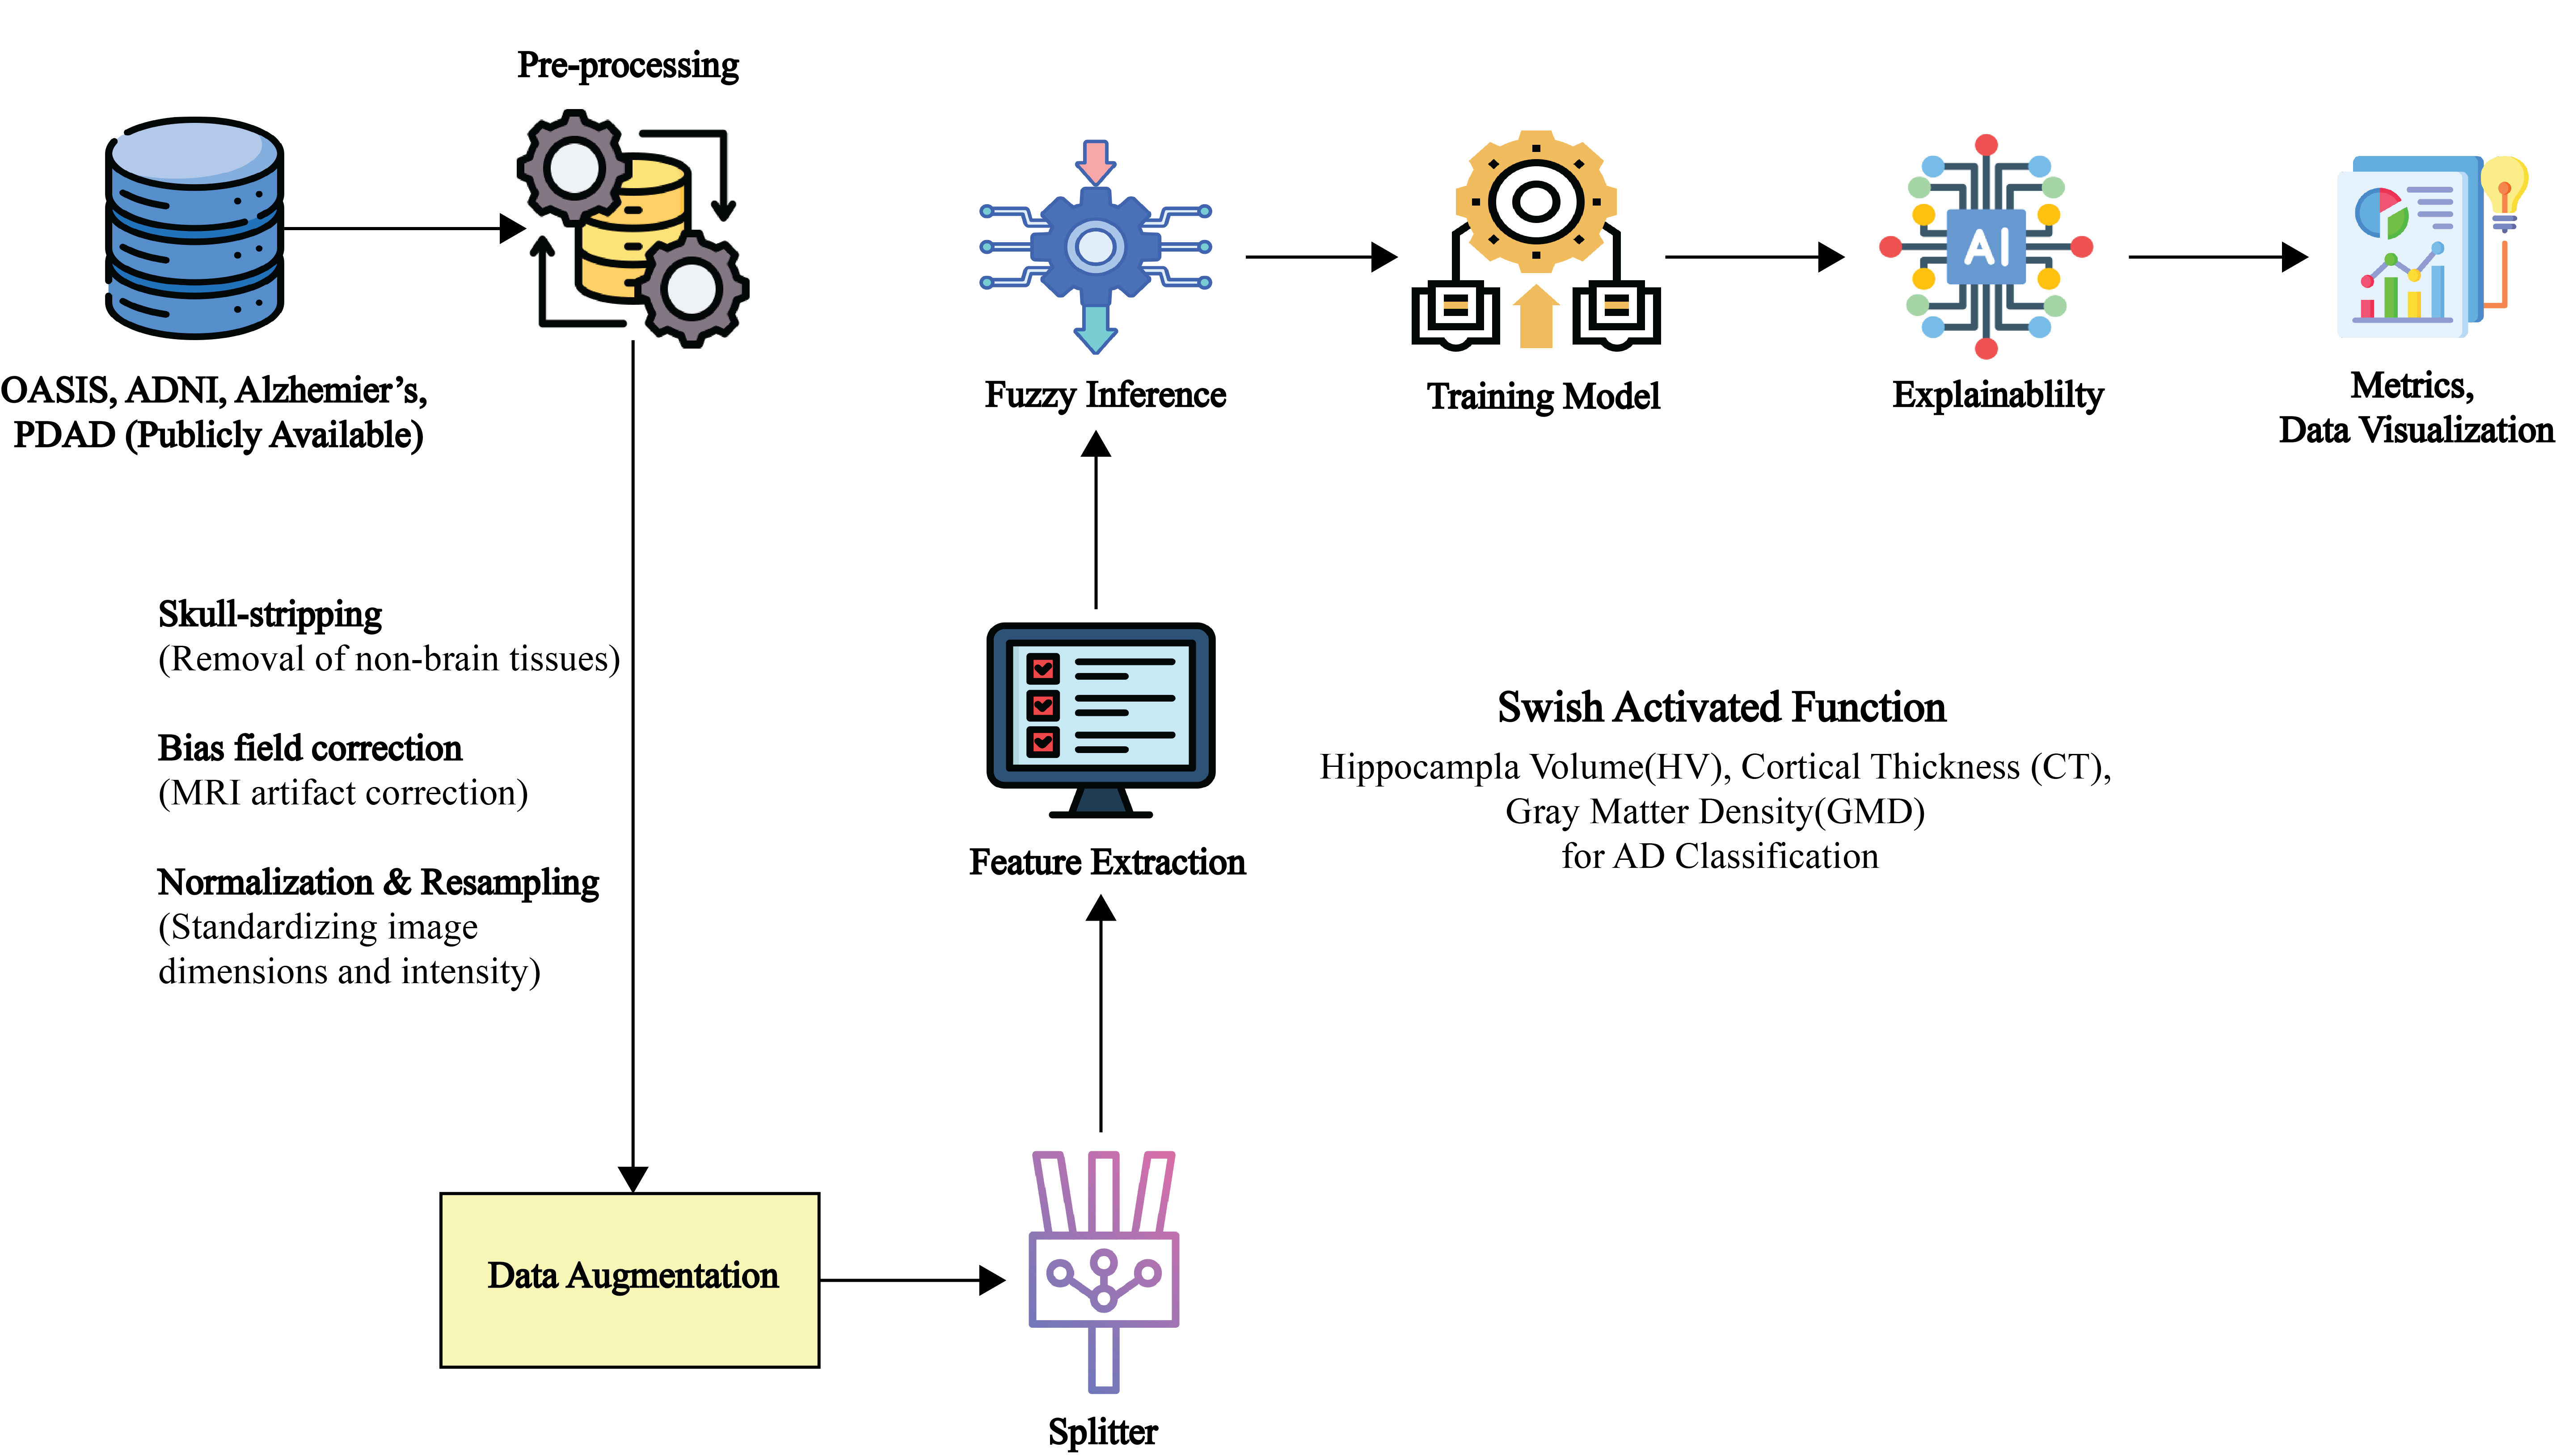 Pre-processing
OASIS, ADNI, Alzhemier's,
PDAD (Publicly Available)
Fuzzy Inference
Training Model
AI
Explainablilty
Metrics,
Data Visualization
Skull-stripping
(Removal of non-brain tissues)
Bias field correction
(MRI artifact correction)
Normalization & Resampling
(Standardizing image
dimensions and intensity)
Feature Extraction
Swish Activated Function
Hippocampla Volume(HV), Cortical Thickness (CT),
Gray Matter Density(GMD)
for AD Classification
Data Augmentation
Splitter